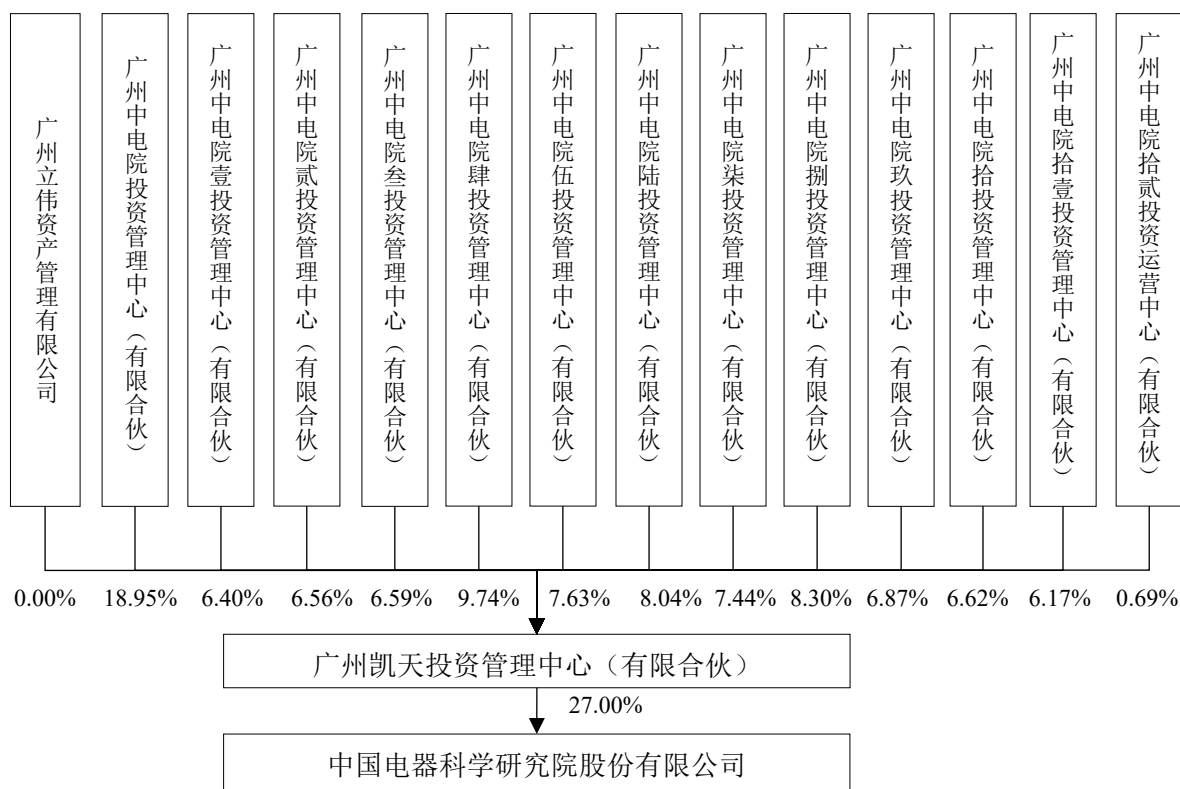 广州立伟资产管理有限公司
广州中电院投资管理中心（有限合伙）
广州中电院壹投资管理中心（有限合伙）
广州中电院贰投资管理中心（有限合伙）
广州中电院叁投资管理中心（有限合伙）
广州中电院肆投资管理中心（有限合伙）
广州中电院伍投资管理中心（有限合伙）
广州中电院陆投资管理中心（有限合伙）
广州中电院柒投资管理中心（有限合伙）
广州中电院捌投资管理中心（有限合伙）
广州中电院玖投资管理中心（有限合伙）
广州中电院拾投资管理中心（有限合伙）
广州中电院拾壹投资管理中心（有限合伙）
广州中电院拾贰投资运营中心（有限合伙）
0.00% 18.95% 6.40% 6.56% 6.59% 9.74% 7.63% 8.04% 7.44% 8.30% 6.87% 6.62% 6.17% 0.69%
广州凯天投资管理中心（有限合伙）
27.00%
中国电器科学研究院股份有限公司